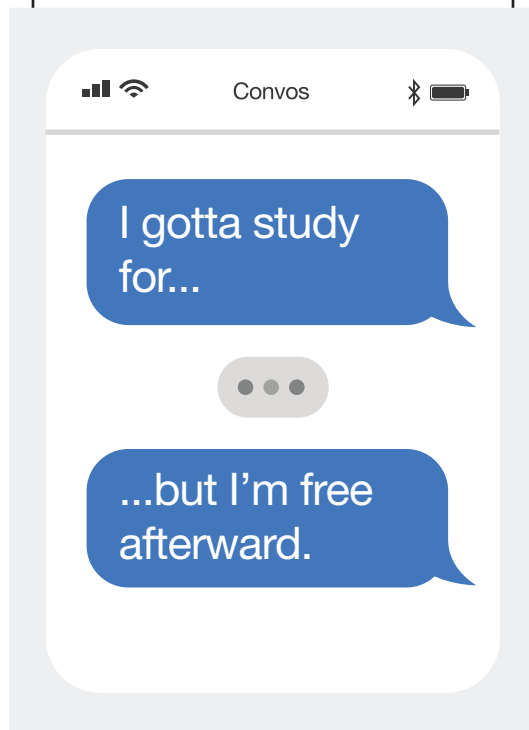 Convos
I gotta study
for...
...but I’m free
afterward.